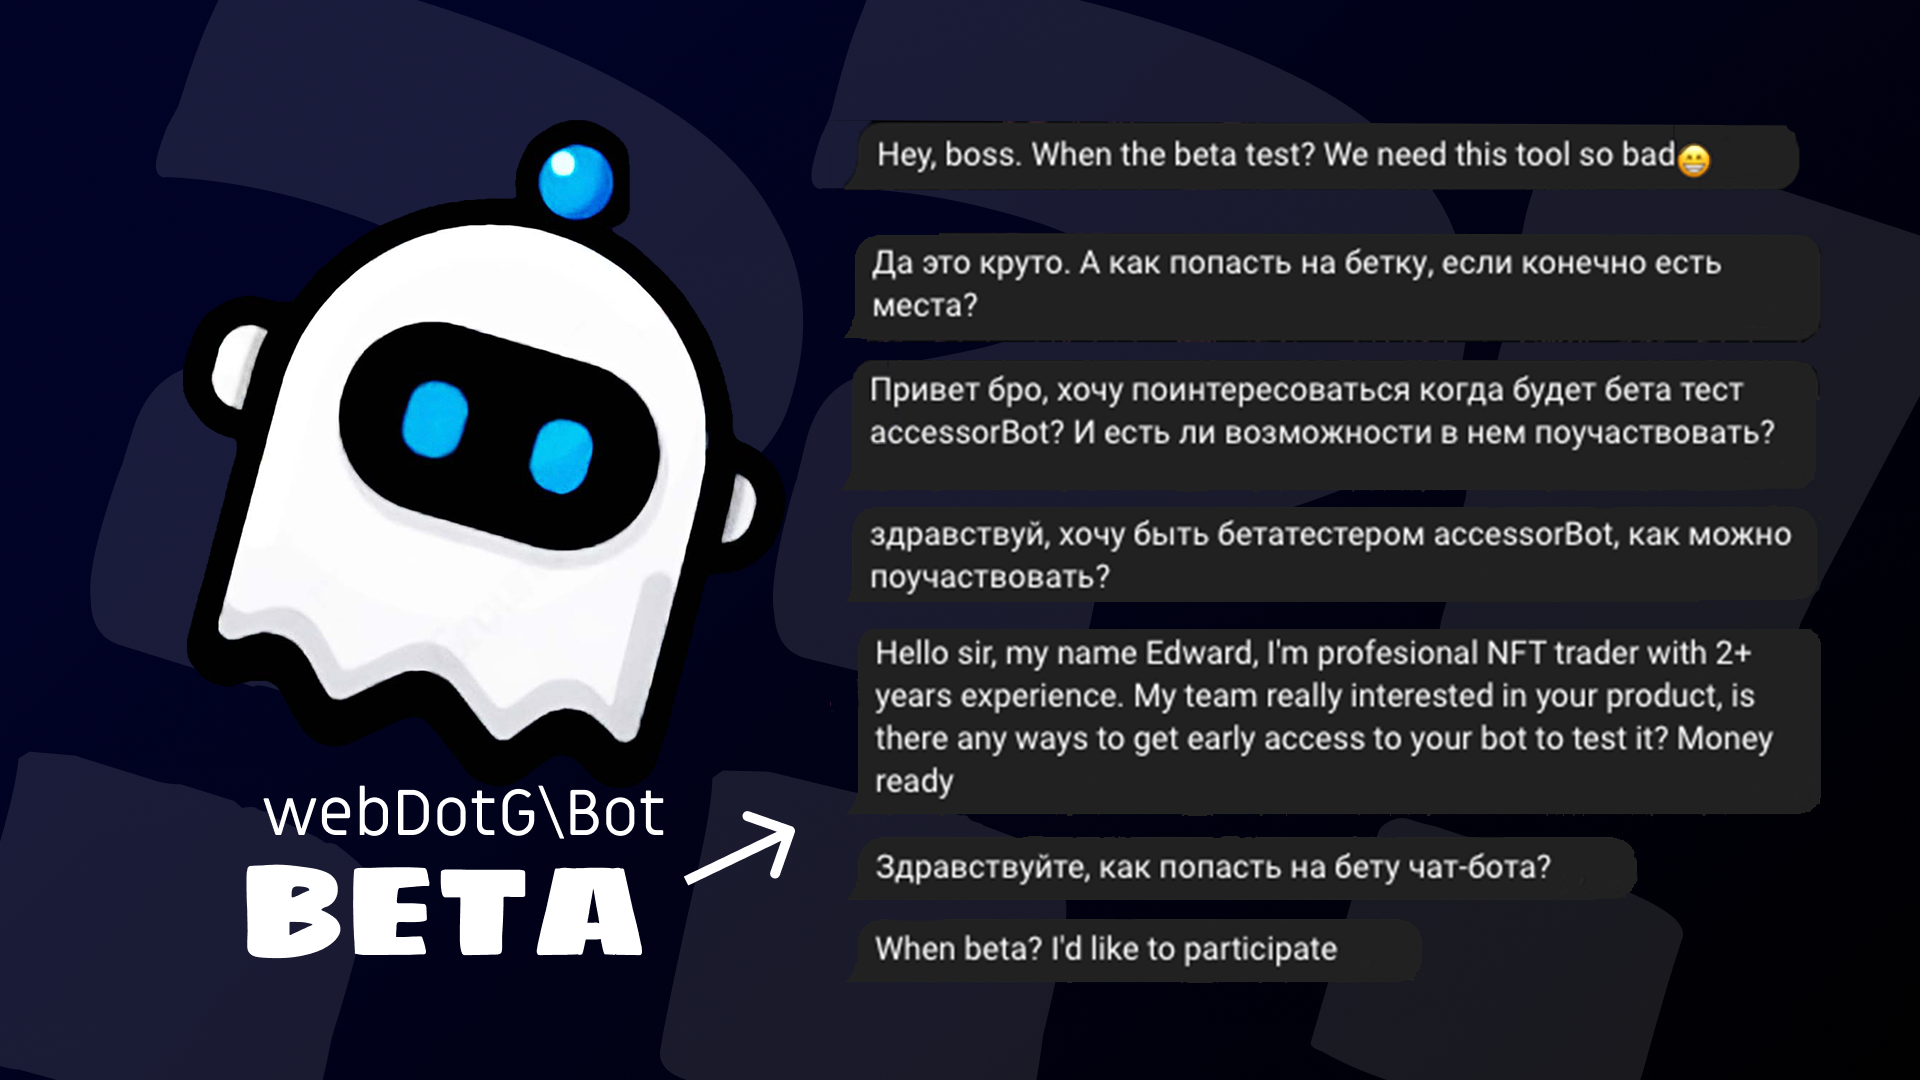 Hey, boss. When the beta test? We need this tool so bad😁
Да это круто. А как попасть на бетку, если конечно есть
места?
Привет бро, хочу поинтересоваться когда будет бета тест
accessorBot? И есть ли возможности в нем поучаствовать?
здравствуй, хочу быть бетатестером accessorBot, как можно
поучаствовать?
Hello sir, my name Edward, I'm profesional NFT trader with 2+
years experience. My team really interested in your product, is
there any ways to get early access to your bot to test it? Money
ready
Здравствуйте, как попасть на бету чат-бота?
When beta? I'd like to participate
webDotG\Bot
BETA